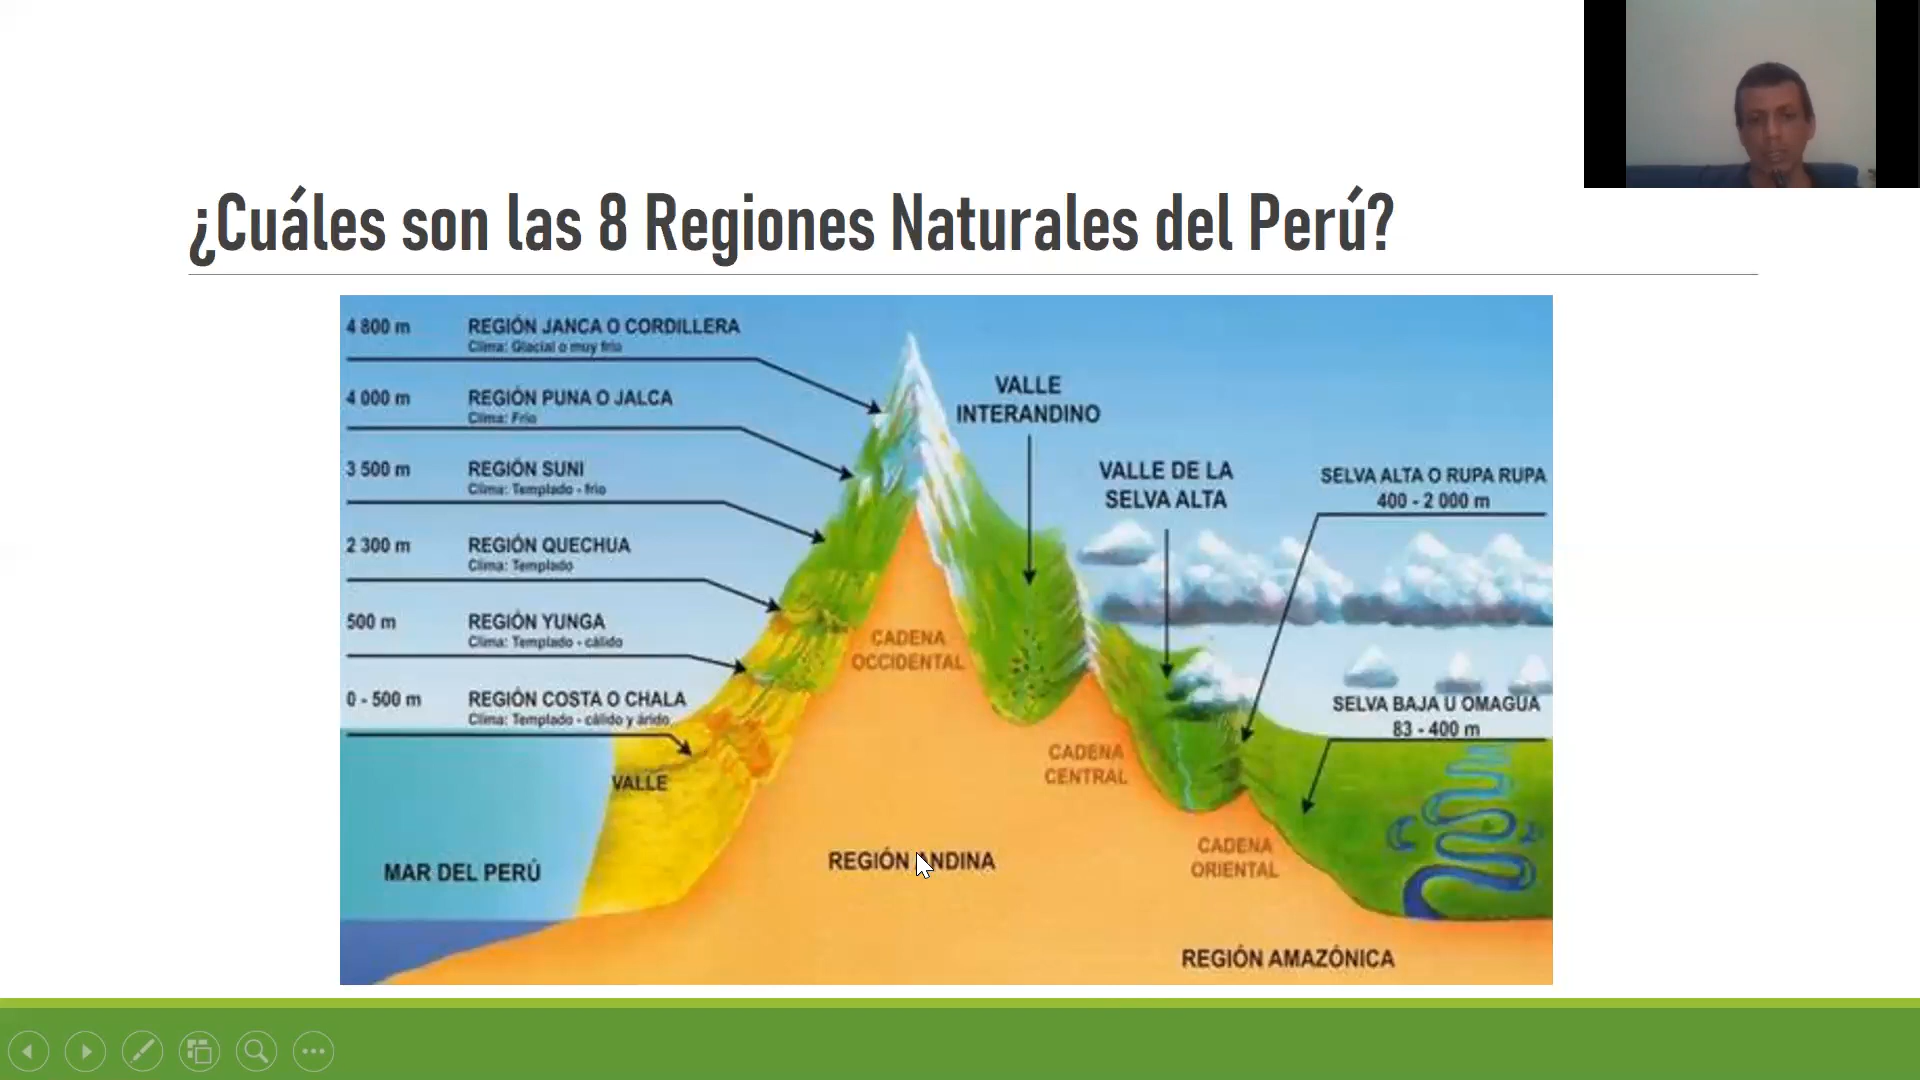 ¿Cuáles son las 8 Regiones Naturales del Perú?
4 800 m REGIÓN JANCA O CORDILLERA
Clima: Glacial o muy frio
4 000 m REGIÓN PUNA O JALCA
Clima: Frio
3 500 m REGIÓN SUNI
Clima: Templado - frio
2 300 m REGIÓN QUECHUA
Clima: Templado
500 m REGIÓN YUNGA
Clima: Templado - cálido
0 - 500 m REGIÓN COSTA O CHALA
Clima: Templado - cálido y árido
VALLE
MAR DEL PERÚ
VALLE
INTERANDINO
VALLE DE LA
SELVA ALTA
SELVA ALTA O RUPA RUPA
400 - 2 000 m
SELVA BAJA U OMAGUA
83 - 400 m
CADENA
OCCIDENTAL
CADENA
CENTRAL
CADENA
ORIENTAL
REGIÓN ANDINA
REGIÓN AMAZÓNICA